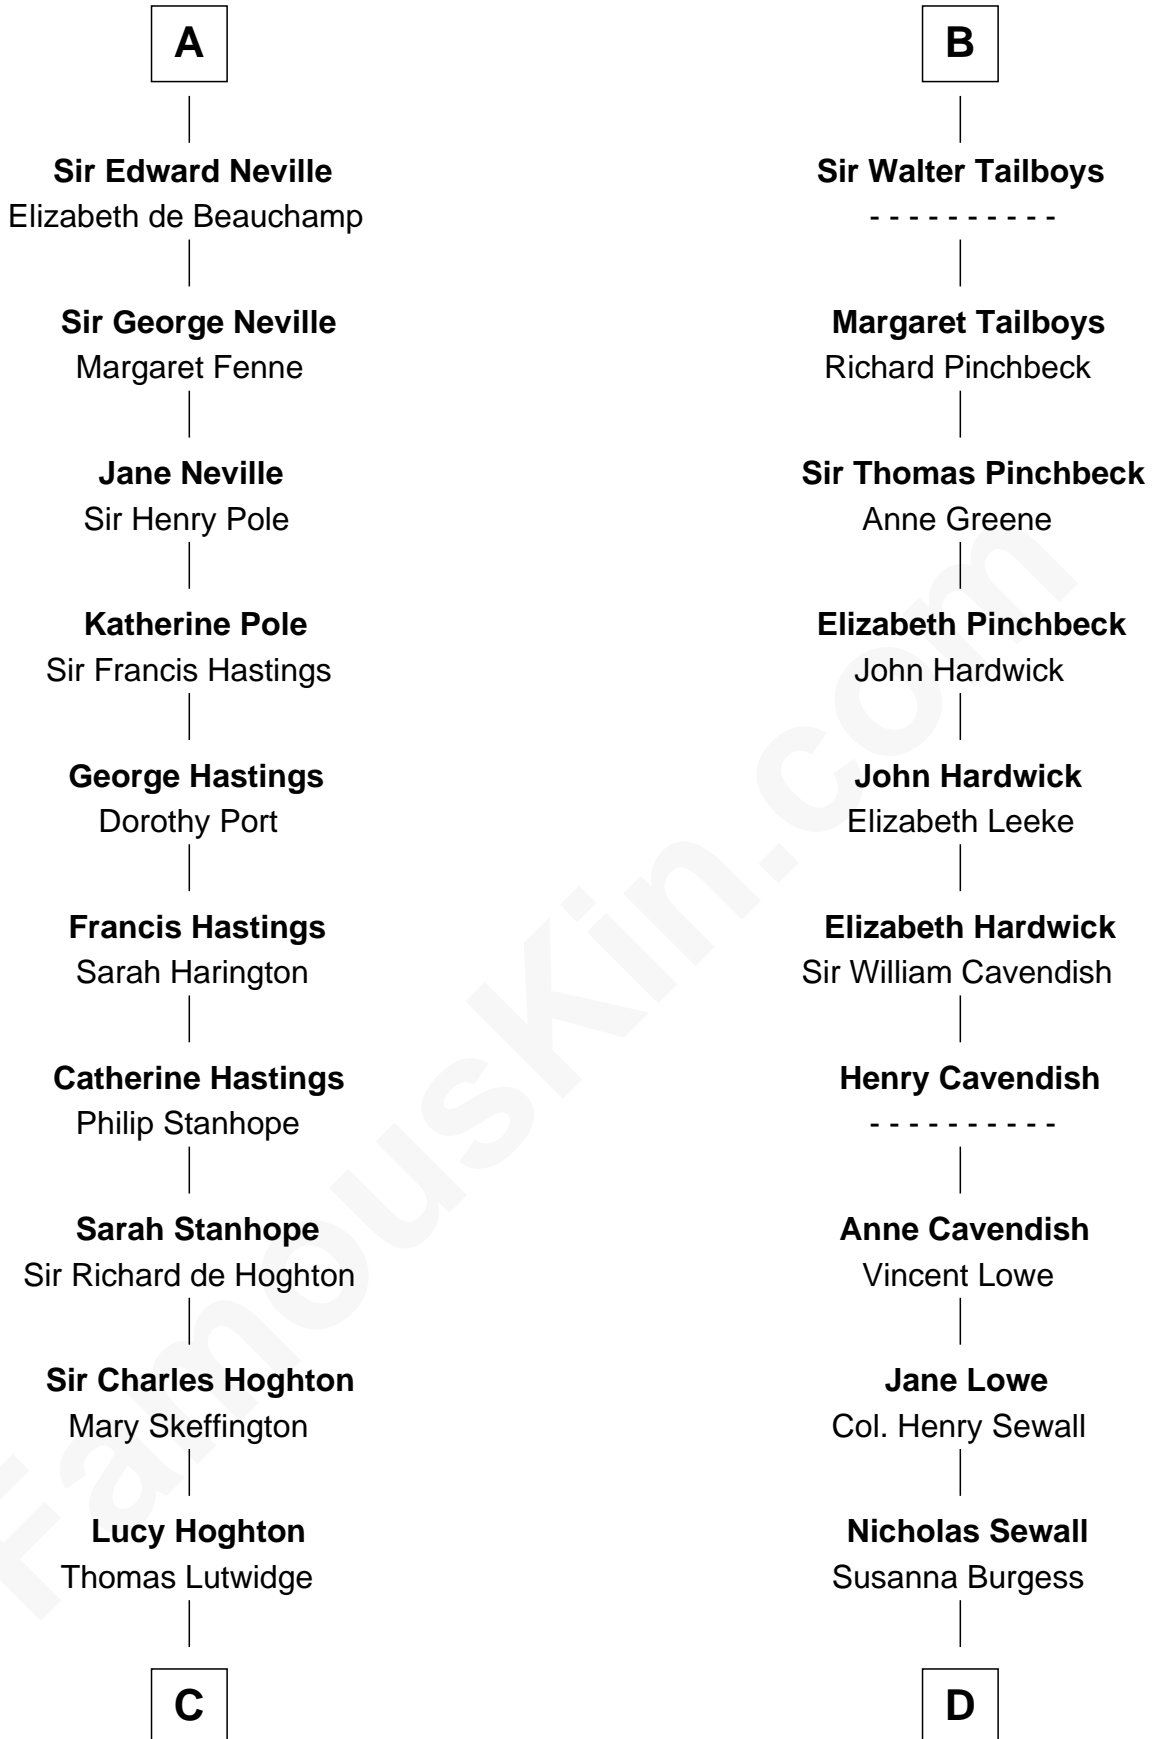 A
Sir Edward Neville
Elizabeth de Beauchamp
Sir George Neville
Margaret Fenne
Jane Neville
Sir Henry Pole
Katherine Pole
Sir Francis Hastings
George Hastings
Dorothy Port
Francis Hastings
Sarah Harington
Catherine Hastings
Philip Stanhope
Sarah Stanhope
Sir Richard de Hoghton
Sir Charles Hoghton
Mary Skeffington
Lucy Hoghton
Thomas Lutwidge
C
B
Sir Walter Tailboys
- - - - - - - - - -
Margaret Tailboys
Richard Pinchbeck
Sir Thomas Pinchbeck
Anne Greene
Elizabeth Pinchbeck
John Hardwick
John Hardwick
Elizabeth Leeke
Elizabeth Hardwick
Sir William Cavendish
Henry Cavendish
- - - - - - - - - -
Anne Cavendish
Vincent Lowe
Jane Lowe
Col. Henry Sewall
Nicholas Sewall
Susanna Burgess
D
FamousKin.com